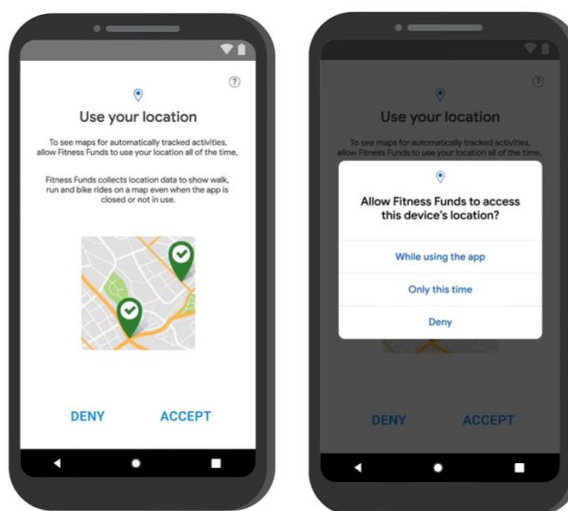 ?
Use your location
To see maps for automatically tracked activities,
allow Fitness Funds to use your location all of the time.
Fitness Funds collects location data to show walk,
run and bike rides on a map even when the app is
closed or not in use.
DENY ACCEPT
?
Use your location
To see maps for automatically tracked activities,
allow Fitness Funds to use your location all of the time.
Allow Fitness Funds to access
this device's location?
While using the app
Only this time
Deny
DENY ACCEPT